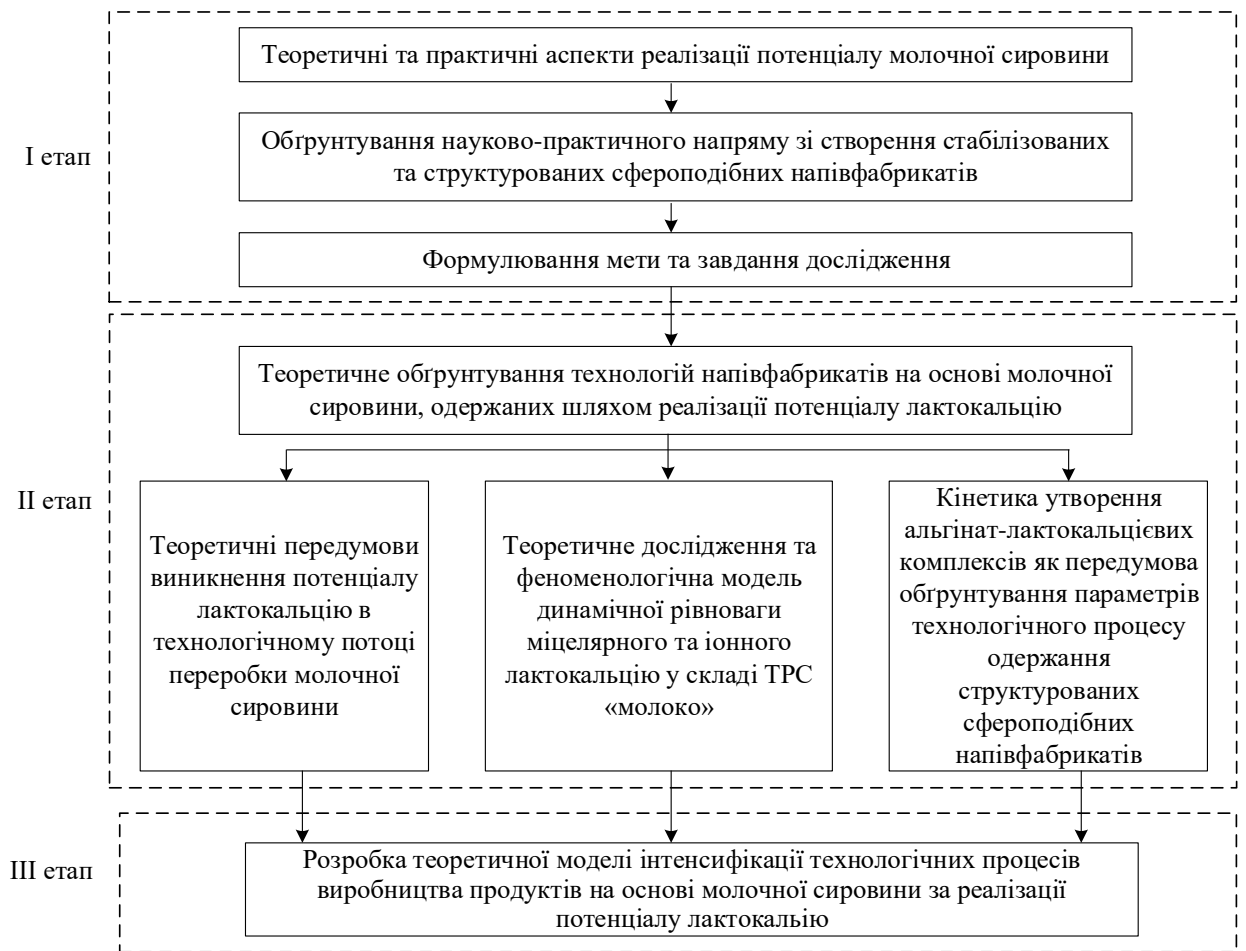 Теоретичні та практичні аспекти реалізації потенціалу молочної сировини
I етап
Обґрунтування науково-практичного напряму зі створення стабілізованих
та структурованих сфероподібних напівфабрикатів
Формулювання мети та завдання дослідження
Теоретичне обґрунтування технологій напівфабрикатів на основі молочної
сировини, одержаних шляхом реалізації потенціалу лактокальцію
II етап
Теоретичні передумови
виникнення потенціалу
лактокальцію в
технологічному потоці
переробки молочної
сировини
Теоретичне дослідження та
феноменологічна модель
динамічної рівноваги
міцелярного та іонного
лактокальцію у складі ТРС
«молоко»
Кінетика утворення
альгінат-лактокальцієвих
комплексів як передумова
обґрунтування параметрів
технологічного процесу
одержання
структурованих
сфероподібних
напівфабрикатів
III етап
Розробка теоретичної моделі інтенсифікації технологічних процесів
виробництва продуктів на основі молочної сировини за реалізації
потенціалу лактокальію